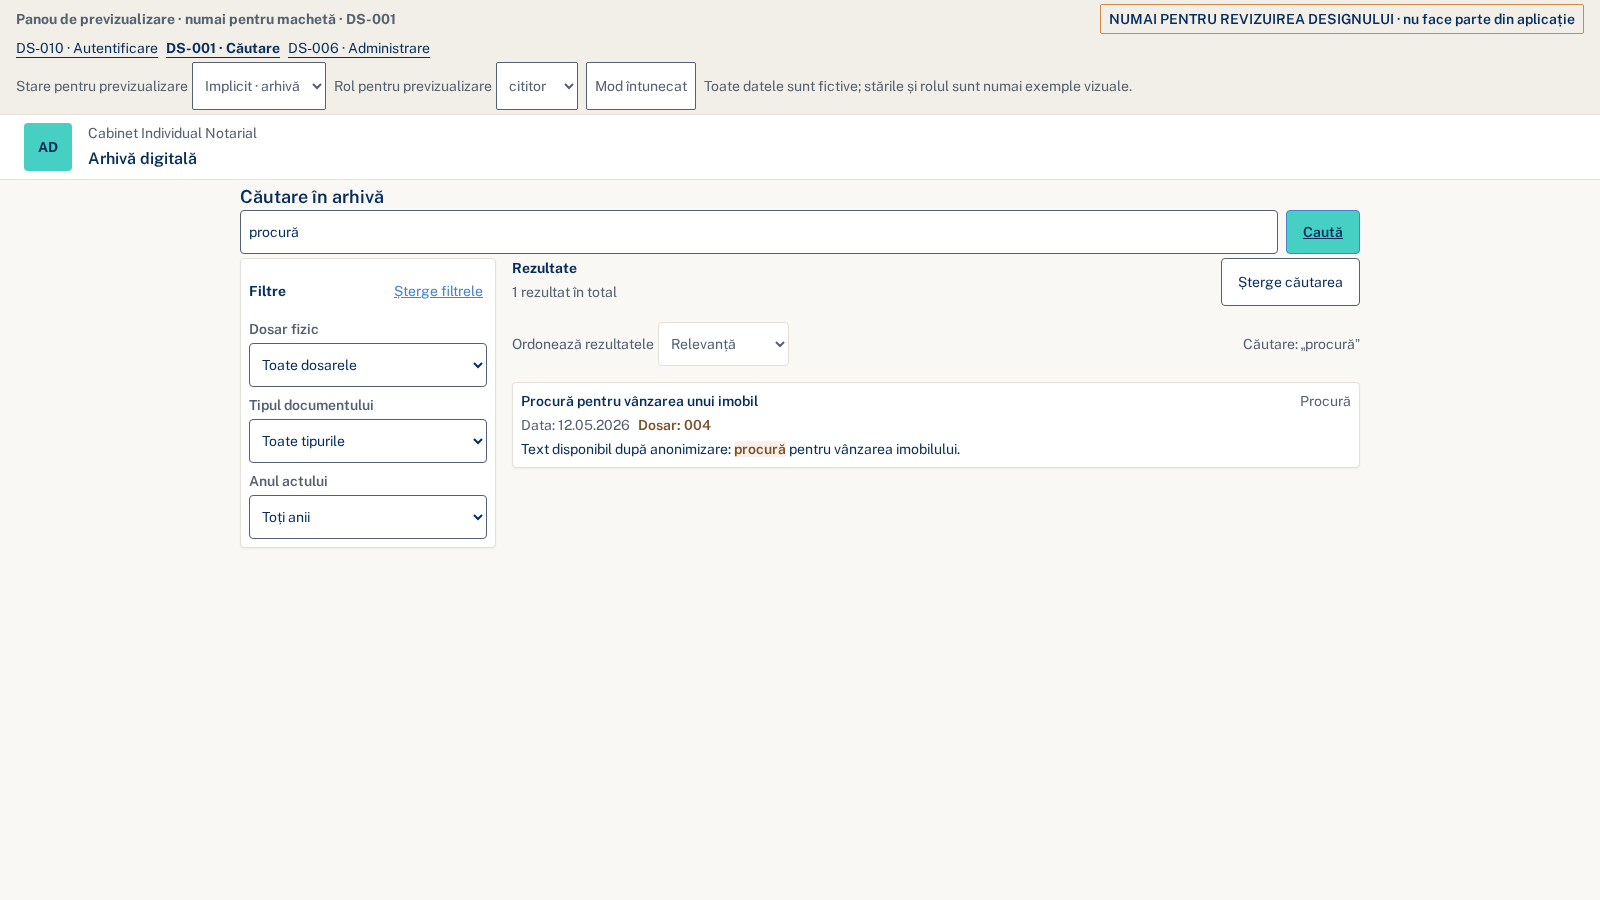 Panou de previzualizare · numai pentru machetă · DS-001
NUMAI PENTRU REVIZUIREA DESIGNULUI · nu face parte din aplicație
DS-010 · Autentificare DS-001 · Căutare DS-006 · Administrare
Stare pentru previzualizare Implicit · arhivă Rol pentru previzualizare cititor Mod întunecat Toate datele sunt fictive; stările și rolul sunt numai exemple vizuale.
AD
Cabinet Individual Notarial
Arhivă digitală
Căutare în arhivă
procură
Caută
Filtre Șterge filtrele
Dosar fizic
Toate dosarele
Tipul documentului
Toate tipurile
Anul actului
Toți anii
Rezultate
1 rezultat în total
Șterge căutarea
Ordonează rezultatele Relevanță Căutare: „procură”
Procură pentru vânzarea unui imobil Procură
Data: 12.05.2026 Dosar: 004
Text disponibil după anonimizare: procură pentru vânzarea imobilului.